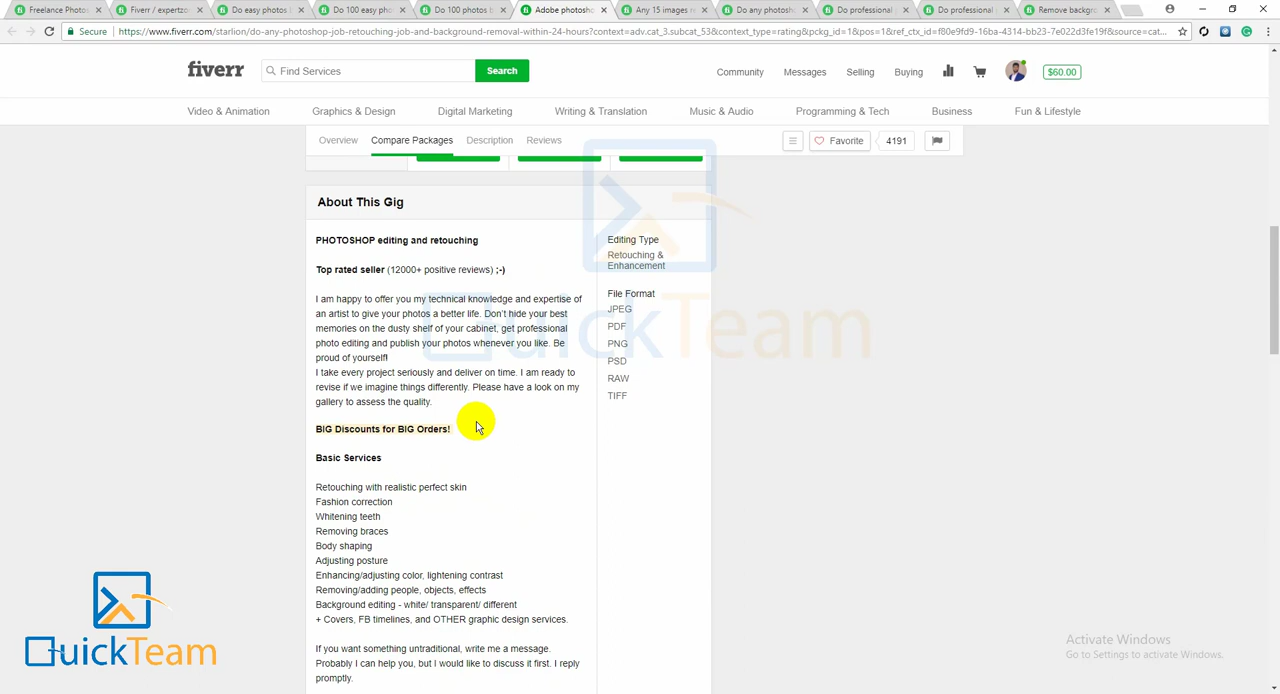 Freelance Photos
Fiverr / expertzo
Do easy photos
Do 100 easy pho
Do 100 photos b
Adobe photosho
Any 15 images re
Do any photosh
Do professional
Do professional
Remove backgro
Secure
https://www.fiverr.com/starlion/do-any-photoshop-job-retouching-job-and-background-removal-within-24-hours?context=adv.cat_3.subcat_53&context_type=rating&pckg_id=1&pos=1&ref_ctx_id=f80e9fd9-16ba-4314-bb23-7e022d3fe19f&source=cat...
fiverr
Find Services
Search
Community
Messages
Selling
Buying
$60.00
Video & Animation
Graphics & Design
Digital Marketing
Writing & Translation
Music & Audio
Programming & Tech
Business
Fun & Lifestyle
Overview
Compare Packages
Description
Reviews
Favorite
4191
About This Gig
PHOTOSHOP editing and retouching
Top rated seller (12000+ positive reviews) ;-)
I am happy to offer you my technical knowledge and expertise of
an artist to give your photos a better life. Don't hide your best
memories on the dusty shelf of your cabinet, get professional
photo editing and publish your photos whenever you like. Be
proud of yourself!
I take every project seriously and deliver on time. I am ready to
revise if we imagine things differently. Please have a look on my
gallery to assess the quality.
BIG Discounts for BIG Orders!
Basic Services
Retouching with realistic perfect skin
Fashion correction
Whitening teeth
Removing braces
Body shaping
Adjusting posture
Enhancing/adjusting color, lightening contrast
Removing/adding people, objects, effects
Background editing - white/ transparent/ different
+ Covers, FB timelines, and OTHER graphic design services.
If you want something untraditional, write me a message.
Probably I can help you, but I would like to discuss it first. I reply
promptly.
Editing Type
Retouching &
Enhancement
File Format
JPEG
PDF
PNG
PSD
RAW
TIFF
QuickTeam
QuickTeam
Activate Windows
Go to Settings to activate Windows.